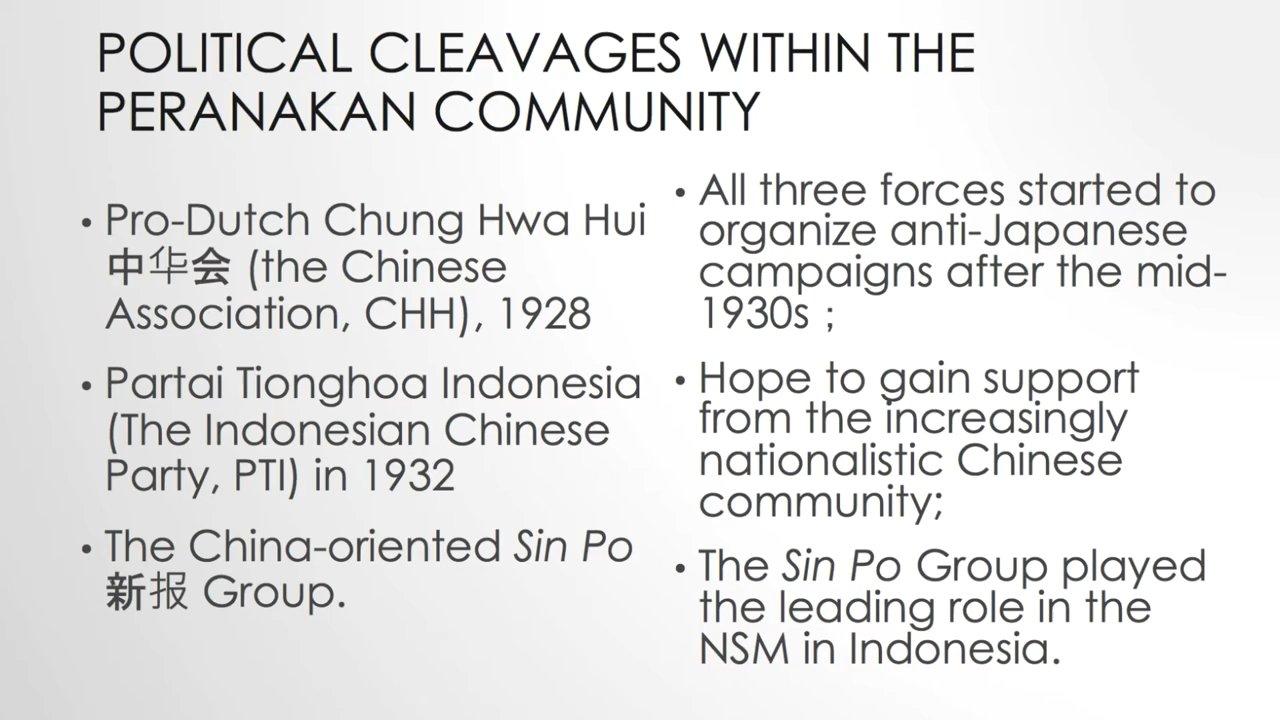 POLITICAL CLEAVAGES WITHIN THE
PERANAKAN COMMUNITY
• Pro-Dutch Chung Hwa Hui
中华会 (the Chinese
Association, CHH), 1928
• Partai Tionghoa Indonesia
(The Indonesian Chinese
Party, PTI) in 1932
• The China-oriented Sin Po
新报 Group.
• All three forces started to
organize anti-Japanese
campaigns after the mid-
1930s ;
• Hope to gain support
from the increasingly
nationalistic Chinese
community;
• The Sin Po Group played
the leading role in the
NSM in Indonesia.